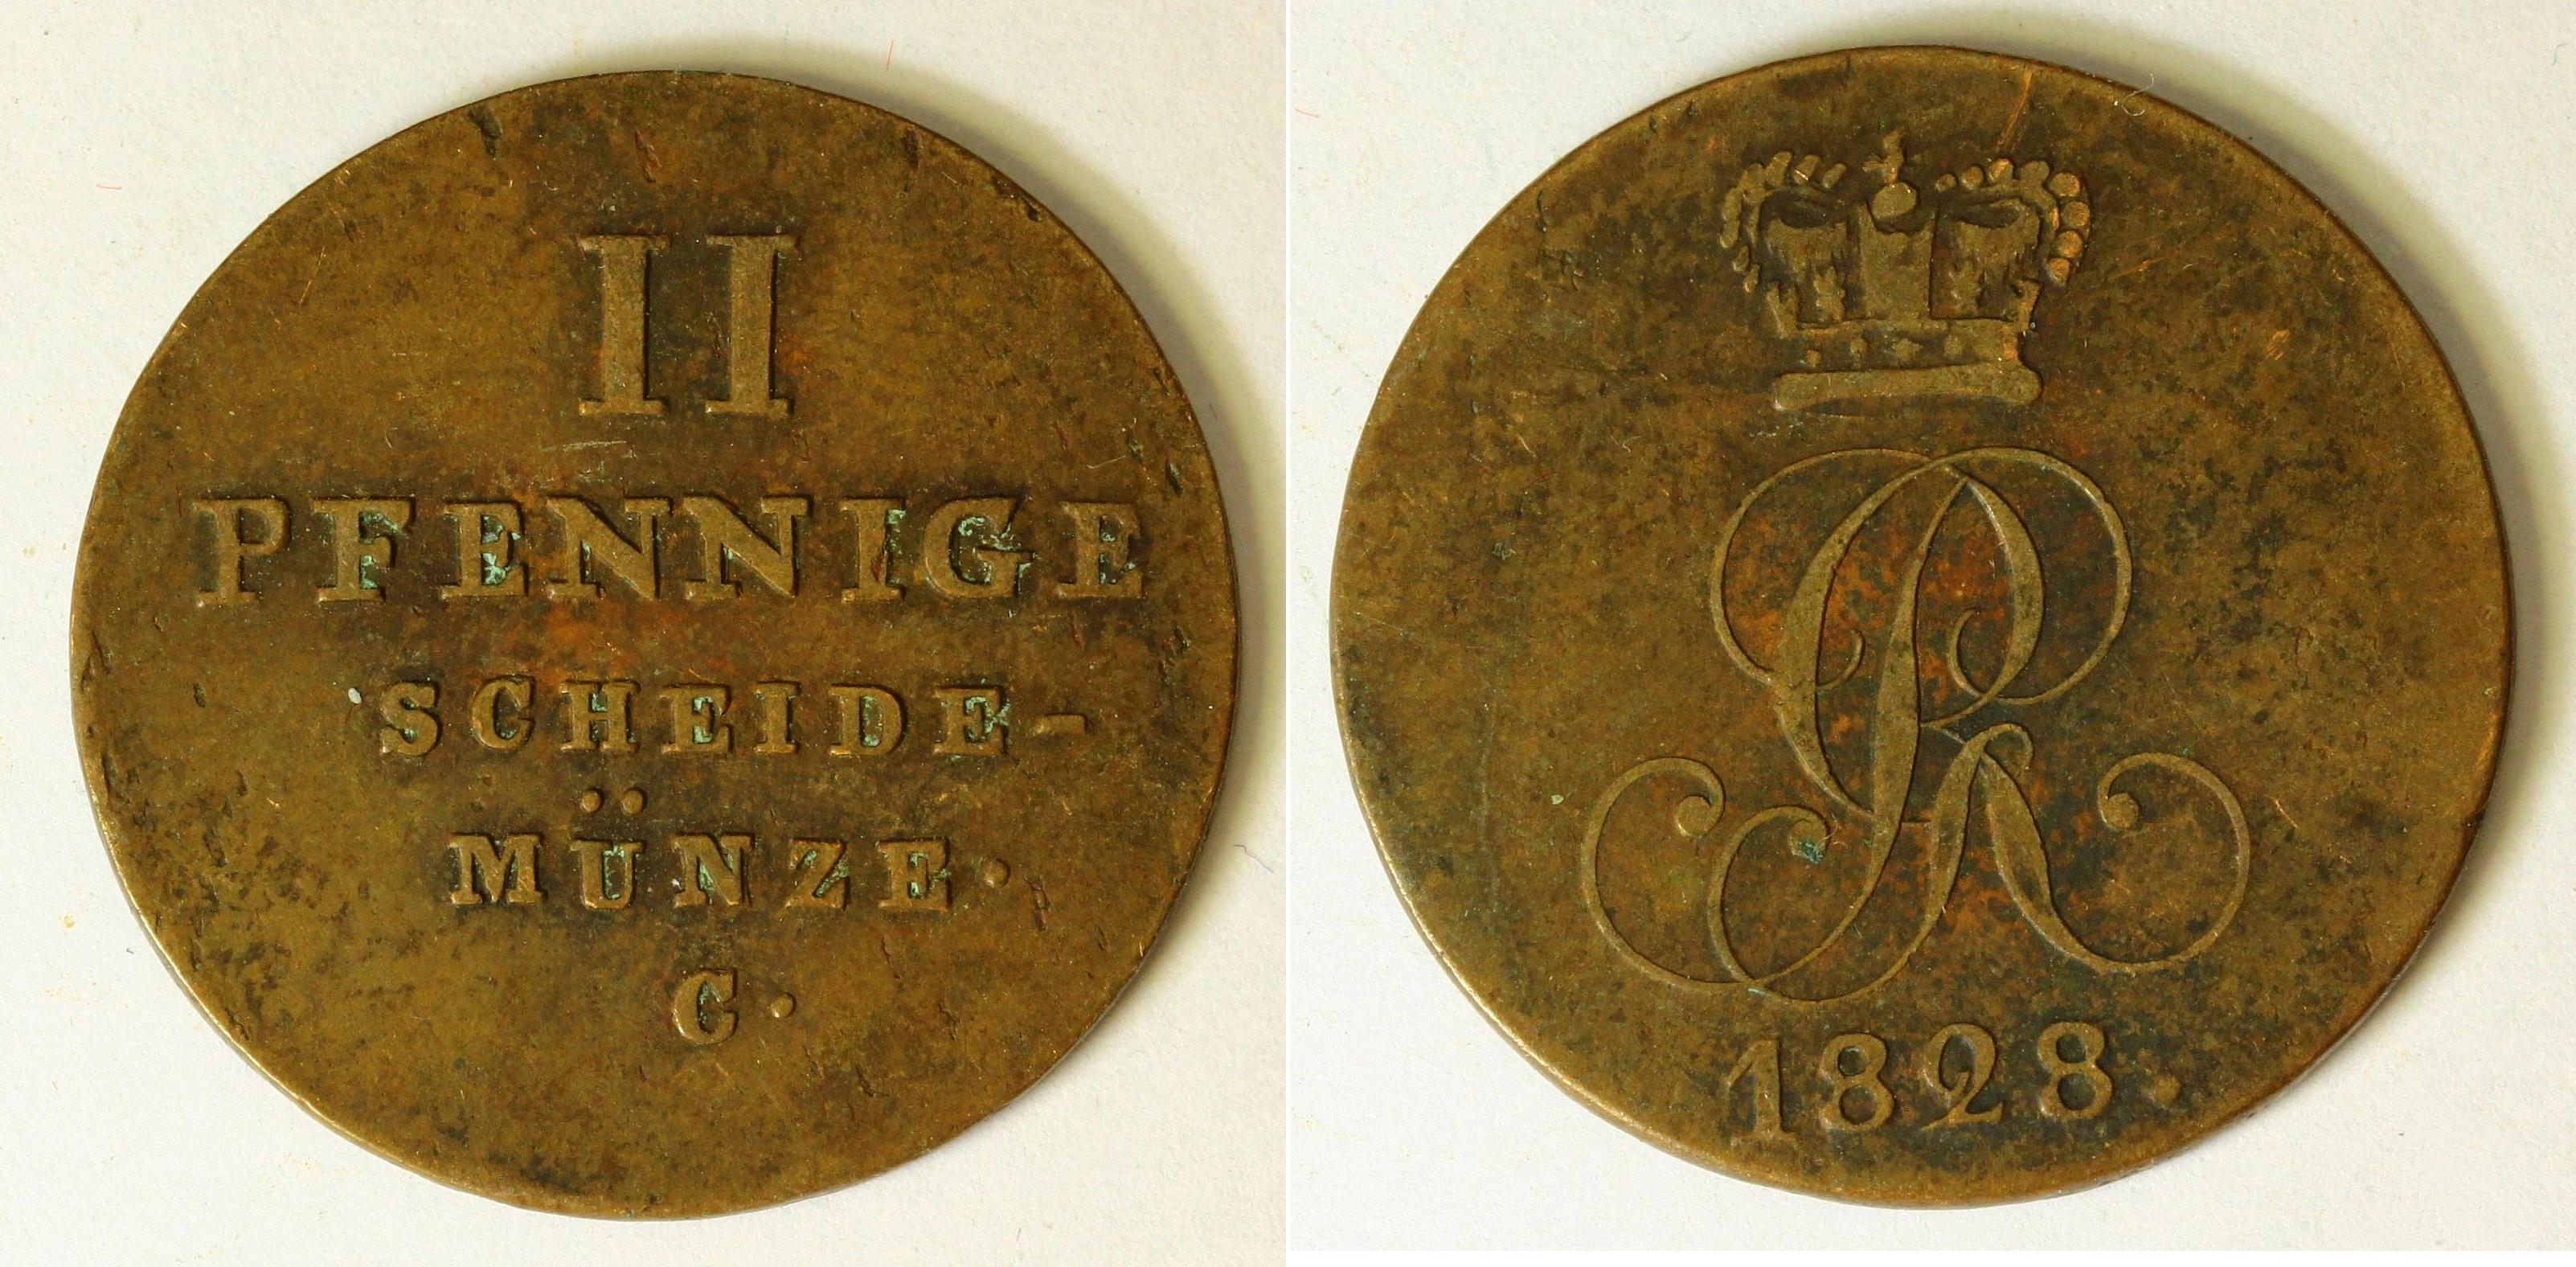 II
PFENNIGE
SCHEIDE-
MÜNZE.
C.
GR
1828.